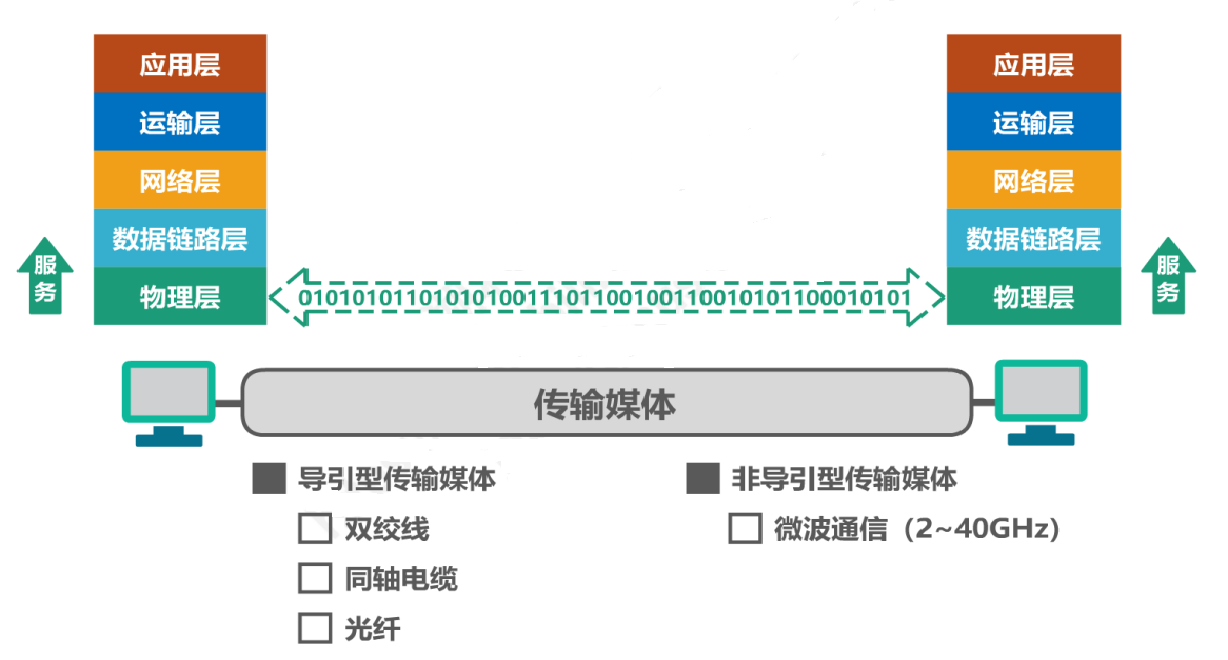 应用层
应用层
运输层
运输层
网络层
网络层
数据链路层
数据链路层
服务
物理层
010101011010101001110110010011001010110001010​1
物理层
服务
传输媒体
导引型传输媒体
非导引型传输媒体
双绞线
微波通信（2~40GHz)
同轴电缆
光纤